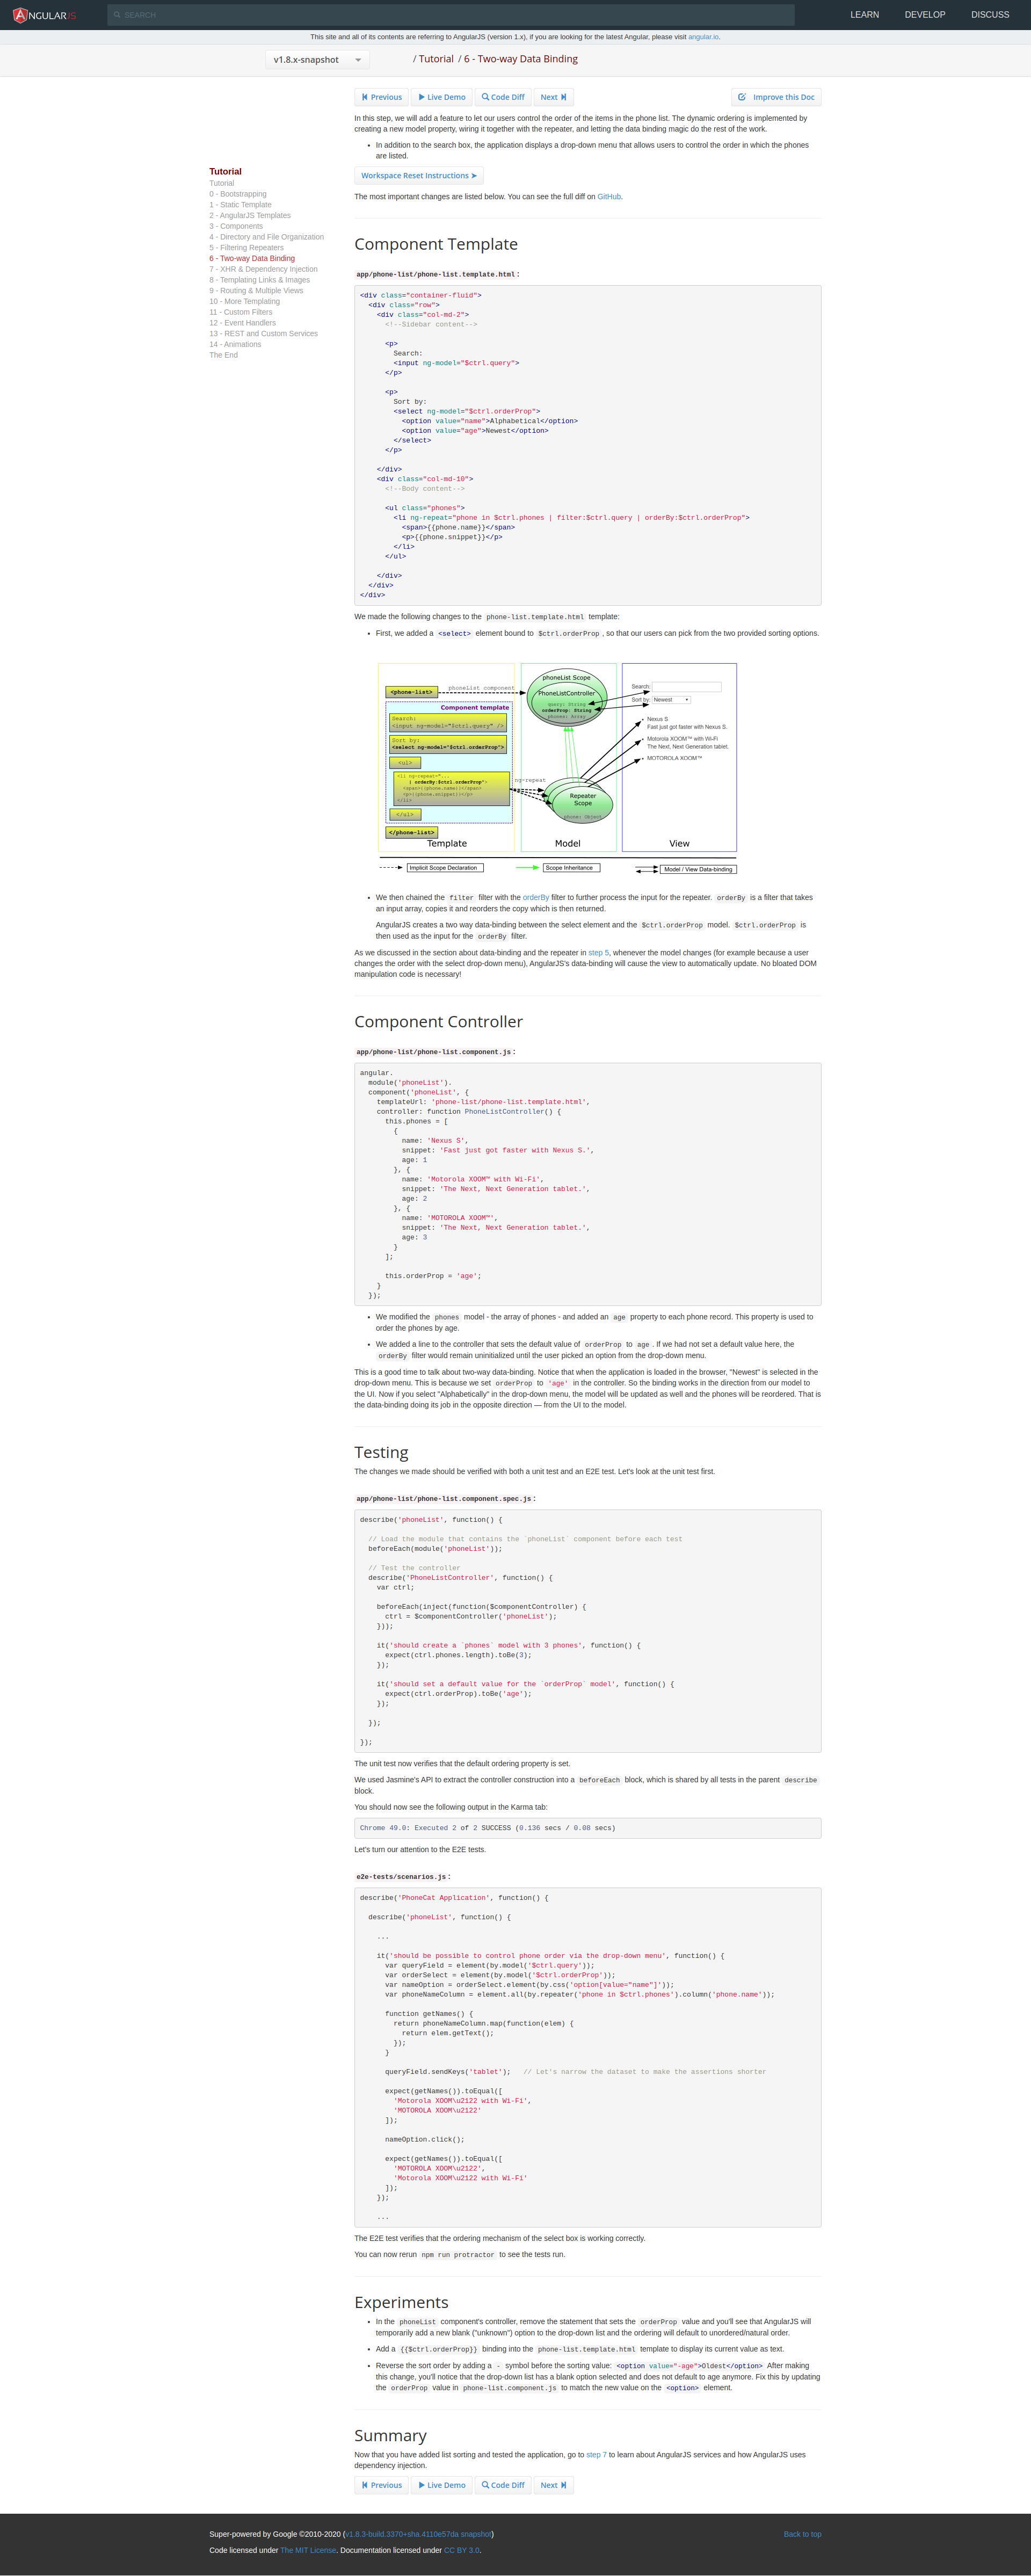 ANGULARJS
SEARCH
LEARN
DEVELOP
DISCUSS
This site and all of its contents are referring to AngularJS (version 1.x), if you are looking for the latest Angular, please visit angular.io.
v1.8.x-snapshot
/ Tutorial / 6 - Two-way Data Binding
Previous
Live Demo
Code Diff
Next
Improve this Doc
Tutorial
Tutorial
0 - Bootstrapping
1 - Static Template
2 - AngularJS Templates
3 - Components
4 - Directory and File Organization
5 - Filtering Repeaters
6 - Two-way Data Binding
7 - XHR & Dependency Injection
8 - Templating Links & Images
9 - Routing & Multiple Views
10 - More Templating
11 - Custom Filters
12 - Event Handlers
13 - REST and Custom Services
14 - Animations
The End
In this step, we will add a feature to let our users control the order of the items in the phone list. The dynamic ordering is implemented by
creating a new model property, wiring it together with the repeater, and letting the data binding magic do the rest of the work.
• In addition to the search box, the application displays a drop-down menu that allows users to control the order in which the phones
are listed.
Workspace Reset Instructions ➤
The most important changes are listed below. You can see the full diff on GitHub.
Component Template
app/phone-list/phone-list.template.html :
<div class="container-fluid">
  <div class="row">
    <div class="col-md-2">
      <!--Sidebar content-->

      <p>
        Search:
        <input ng-model="$ctrl.query">
      </p>

      <p>
        Sort by:
        <select ng-model="$ctrl.orderProp">
          <option value="name">Alphabetical</option>
          <option value="age">Newest</option>
        </select>
      </p>

    </div>
    <div class="col-md-10">
      <!--Body content-->

      <ul class="phones">
        <li ng-repeat="phone in $ctrl.phones | filter:$ctrl.query | orderBy:$ctrl.orderProp">
          <span>{{phone.name}}</span>
          <p>{{phone.snippet}}</p>
        </li>
      </ul>

    </div>
  </div>
</div>
We made the following changes to the phone-list.template.html template:
• First, we added a <select> element bound to $ctrl.orderProp , so that our users can pick from the two provided sorting options.
<phone-list>
phoneList component
Component template
Search:
<input ng-model="$ctrl.query" />
Sort by:
<select ng-model="$ctrl.orderProp">
<ul>
<li ng-repeat="...
| orderBy:$ctrl.orderProp">
<span>{{phone.name}}</span>
<p>{{phone.snippet}}</p>
</li>
</ul>
</phone-list>
Template
ng-repeat
phoneList Scope
PhoneListController
query: String
orderProp: String
phones: Array
Repeater
Scope
phone: Object
Model
Search:
Sort by: Newest
• Nexus S
Fast just got faster with Nexus S.
• Motorola XOOM™ with Wi-Fi
The Next, Next Generation tablet.
• MOTOROLA XOOM™
View
Implicit Scope Declaration
Scope Inheritance
Model / View Data-binding
• We then chained the filter filter with the orderBy filter to further process the input for the repeater. orderBy is a filter that takes
an input array, copies it and reorders the copy which is then returned.
AngularJS creates a two way data-binding between the select element and the $ctrl.orderProp model. $ctrl.orderProp is
then used as the input for the orderBy filter.
As we discussed in the section about data-binding and the repeater in step 5, whenever the model changes (for example because a user
changes the order with the select drop-down menu), AngularJS's data-binding will cause the view to automatically update. No bloated DOM
manipulation code is necessary!
Component Controller
app/phone-list/phone-list.component.js :
angular.
  module('phoneList').
  component('phoneList', {
    templateUrl: 'phone-list/phone-list.template.html',
    controller: function PhoneListController() {
      this.phones = [
        {
          name: 'Nexus S',
          snippet: 'Fast just got faster with Nexus S.',
          age: 1
        }, {
          name: 'Motorola XOOM™ with Wi-Fi',
          snippet: 'The Next, Next Generation tablet.',
          age: 2
        }, {
          name: 'MOTOROLA XOOM™',
          snippet: 'The Next, Next Generation tablet.',
          age: 3
        }
      ];

      this.orderProp = 'age';
    }
  });
• We modified the phones model - the array of phones - and added an age property to each phone record. This property is used to
order the phones by age.
• We added a line to the controller that sets the default value of orderProp to age . If we had not set a default value here, the
orderBy filter would remain uninitialized until the user picked an option from the drop-down menu.
This is a good time to talk about two-way data-binding. Notice that when the application is loaded in the browser, "Newest" is selected in the
drop-down menu. This is because we set orderProp to 'age' in the controller. So the binding works in the direction from our model to
the UI. Now if you select "Alphabetically" in the drop-down menu, the model will be updated as well and the phones will be reordered. That is
the data-binding doing its job in the opposite direction — from the UI to the model.
Testing
The changes we made should be verified with both a unit test and an E2E test. Let's look at the unit test first.
app/phone-list/phone-list.component.spec.js :
describe('phoneList', function() {

  // Load the module that contains the `phoneList` component before each test
  beforeEach(module('phoneList'));

  // Test the controller
  describe('PhoneListController', function() {
    var ctrl;

    beforeEach(inject(function($componentController) {
      ctrl = $componentController('phoneList');
    }));

    it('should create a `phones` model with 3 phones', function() {
      expect(ctrl.phones.length).toBe(3);
    });

    it('should set a default value for the `orderProp` model', function() {
      expect(ctrl.orderProp).toBe('age');
    });

  });

});
The unit test now verifies that the default ordering property is set.
We used Jasmine's API to extract the controller construction into a beforeEach block, which is shared by all tests in the parent describe
block.
You should now see the following output in the Karma tab:
Chrome 49.0: Executed 2 of 2 SUCCESS (0.136 secs / 0.08 secs)
Let's turn our attention to the E2E tests.
e2e-tests/scenarios.js :
describe('PhoneCat Application', function() {

  describe('phoneList', function() {

    ...

    it('should be possible to control phone order via the drop-down menu', function() {
      var queryField = element(by.model('$ctrl.query'));
      var orderSelect = element(by.model('$ctrl.orderProp'));
      var nameOption = orderSelect.element(by.css('option[value="name"]'));
      var phoneNameColumn = element.all(by.repeater('phone in $ctrl.phones').column('phone.name'));

      function getNames() {
        return phoneNameColumn.map(function(elem) {
          return elem.getText();
        });
      }

      queryField.sendKeys('tablet');   // Let's narrow the dataset to make the assertions shorter

      expect(getNames()).toEqual([
        'Motorola XOOM\u2122 with Wi-Fi',
        'MOTOROLA XOOM\u2122'
      ]);

      nameOption.click();

      expect(getNames()).toEqual([
        'MOTOROLA XOOM\u2122',
        'Motorola XOOM\u2122 with Wi-Fi'
      ]);
    });

    ...
The E2E test verifies that the ordering mechanism of the select box is working correctly.
You can now rerun npm run protractor to see the tests run.
Experiments
• In the phoneList component's controller, remove the statement that sets the orderProp value and you'll see that AngularJS will
temporarily add a new blank ("unknown") option to the drop-down list and the ordering will default to unordered/natural order.
• Add a {{$ctrl.orderProp}} binding into the phone-list.template.html template to display its current value as text.
• Reverse the sort order by adding a - symbol before the sorting value: <option value="-age">Oldest</option> After making
this change, you'll notice that the drop-down list has a blank option selected and does not default to age anymore. Fix this by updating
the orderProp value in phone-list.component.js to match the new value on the <option> element.
Summary
Now that you have added list sorting and tested the application, go to step 7 to learn about AngularJS services and how AngularJS uses
dependency injection.
Previous
Live Demo
Code Diff
Next
Super-powered by Google ©2010-2020 (v1.8.3-build.3370+sha.4110e57da snapshot)
Back to top
Code licensed under The MIT License. Documentation licensed under CC BY 3.0.